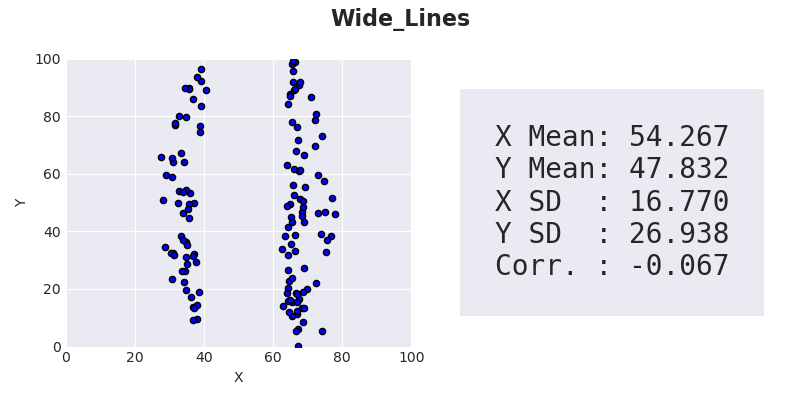 Wide_Lines
100
80
60
40
20
0
Y
0 20 40 60 80 100
X
X Mean: 54.267
Y Mean: 47.832
X SD  : 16.770
Y SD  : 26.938
Corr. : -0.067